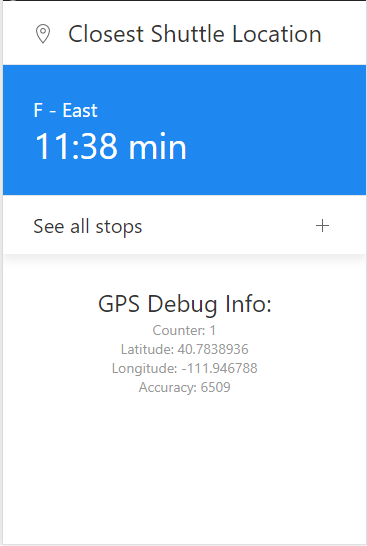 Closest Shuttle Location
F - East
11:38 min
See all stops
GPS Debug Info:
Counter: 1
Latitude: 40.7838936
Longitude: -111.946788
Accuracy: 6509